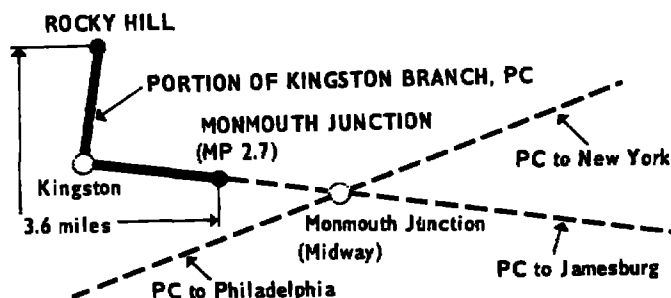 ROCKY HILL
PORTION OF KINGSTON BRANCH, PC
MONMOUTH JUNCTION
(MP 2.7)
PC to New York
Kingston
3.6 miles
Monmouth Junction
(Midway)
PC to Jamesburg
PC to Philadelphia